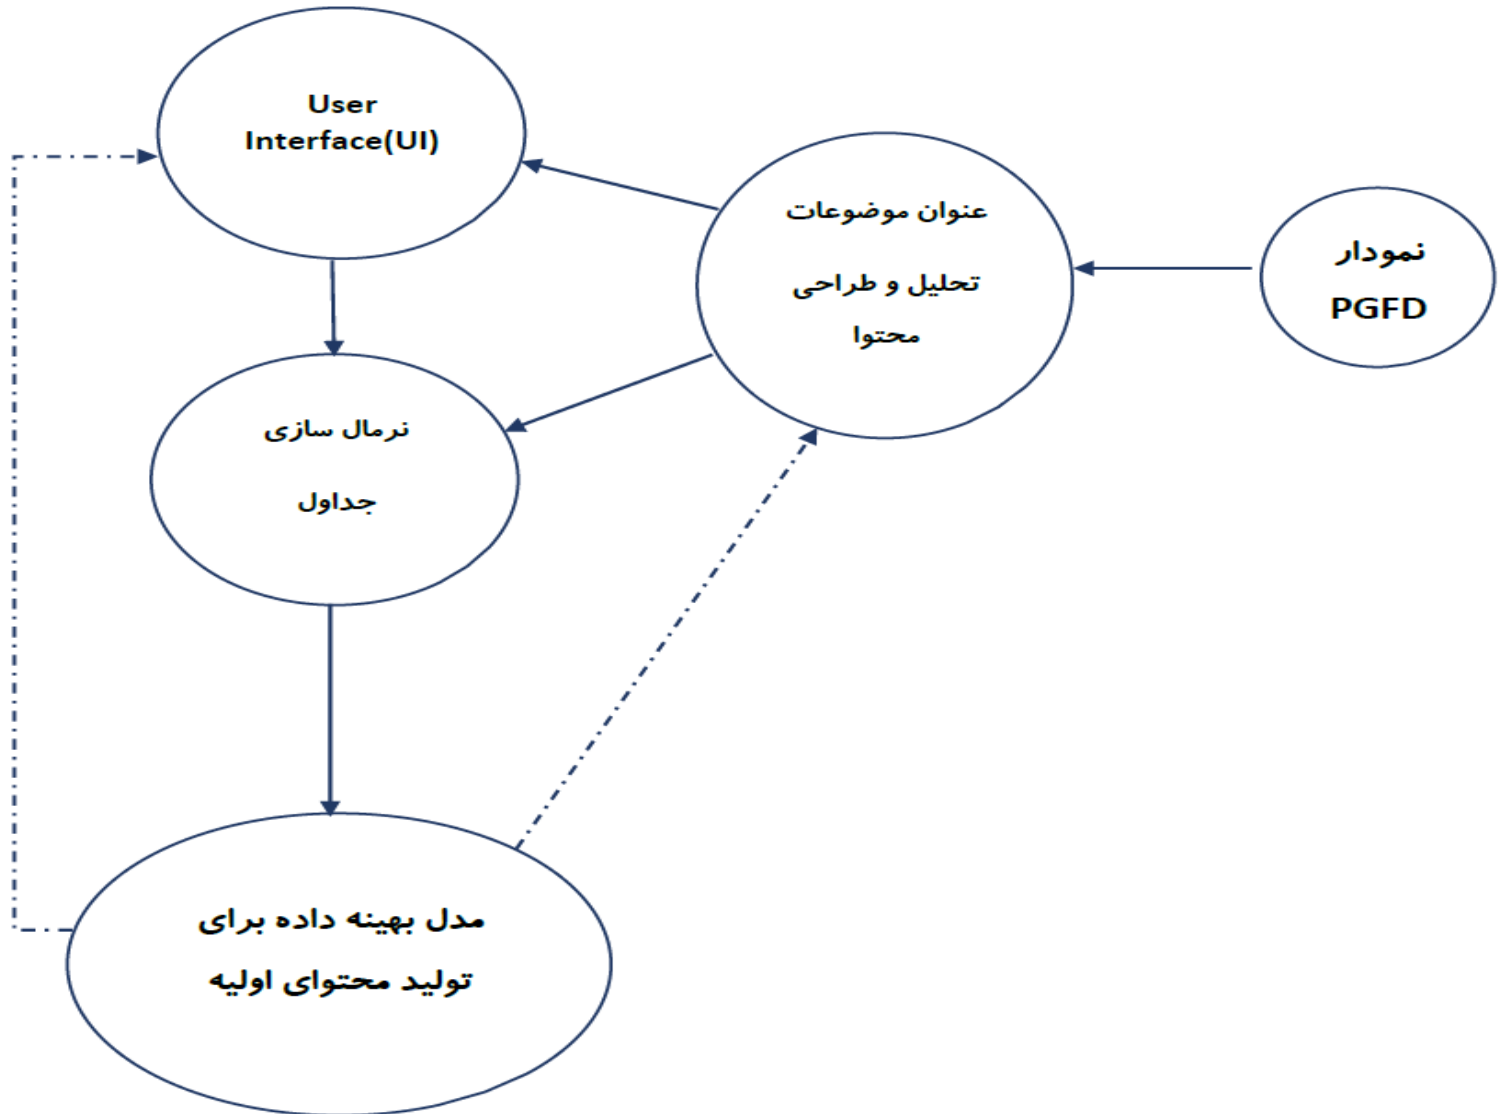 User
Interface(UI)
عنوان موضوعات
تحلیل و طراحی
محتوا
نمودار
PGFD
نرمال سازی
جداول
مدل بهینه داده برای
تولید محتوای اولیه